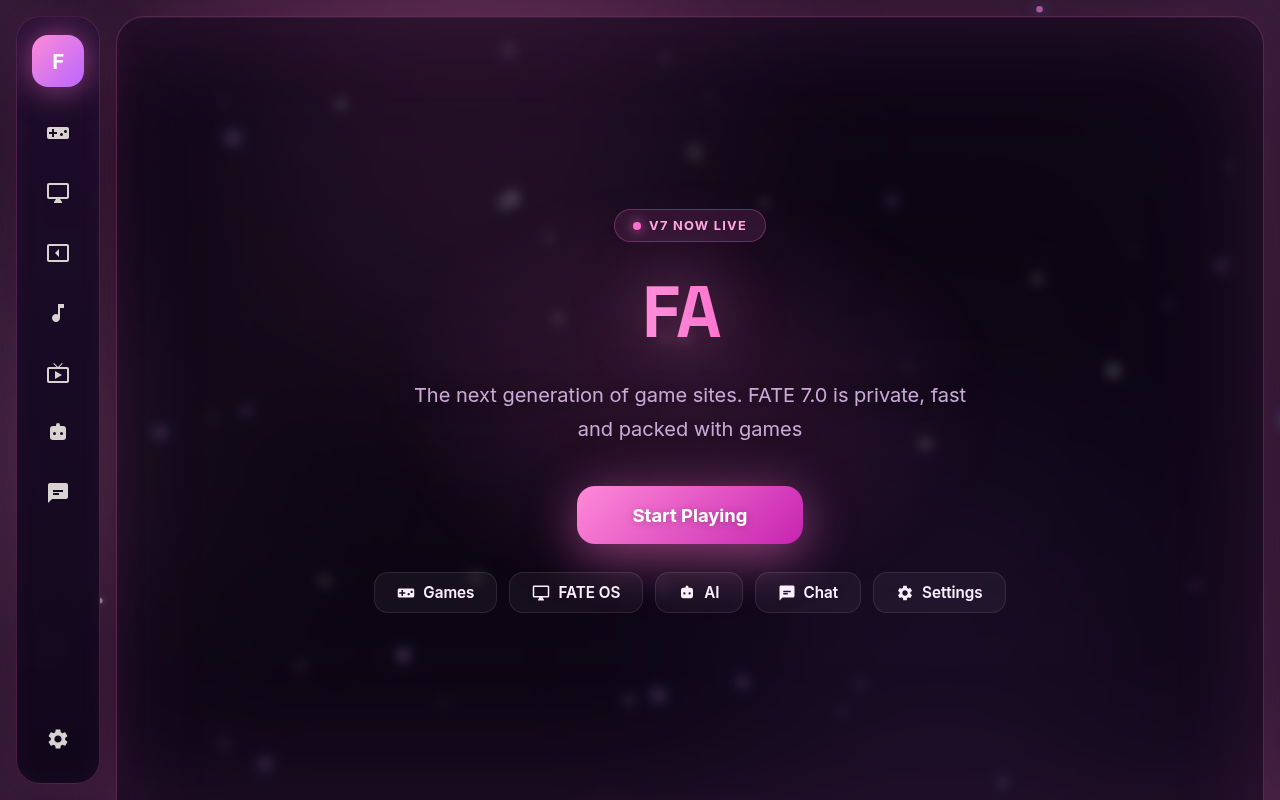 F
V7 NOW LIVE
FA
The next generation of game sites. FATE 7.0 is private, fast
and packed with games
Start Playing
Games
FATE OS
AI
Chat
Settings